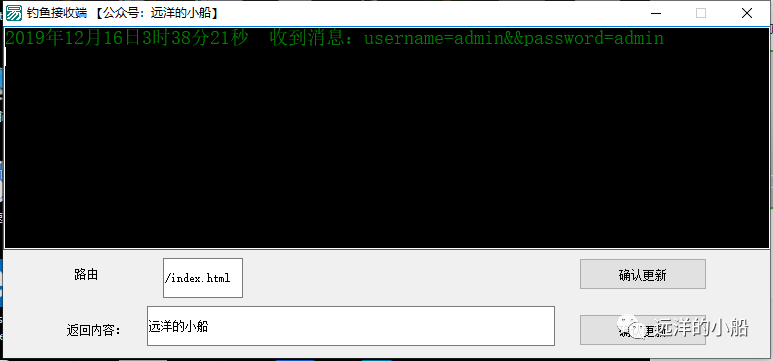 钓鱼接收端 【公众号：远洋的小船】
2019年12月16日3时38分21秒 收到消息：username=admin&&password=admin
路由
/index.html
确认更新
返回内容：
远洋的小船
确认更新
远洋的小船